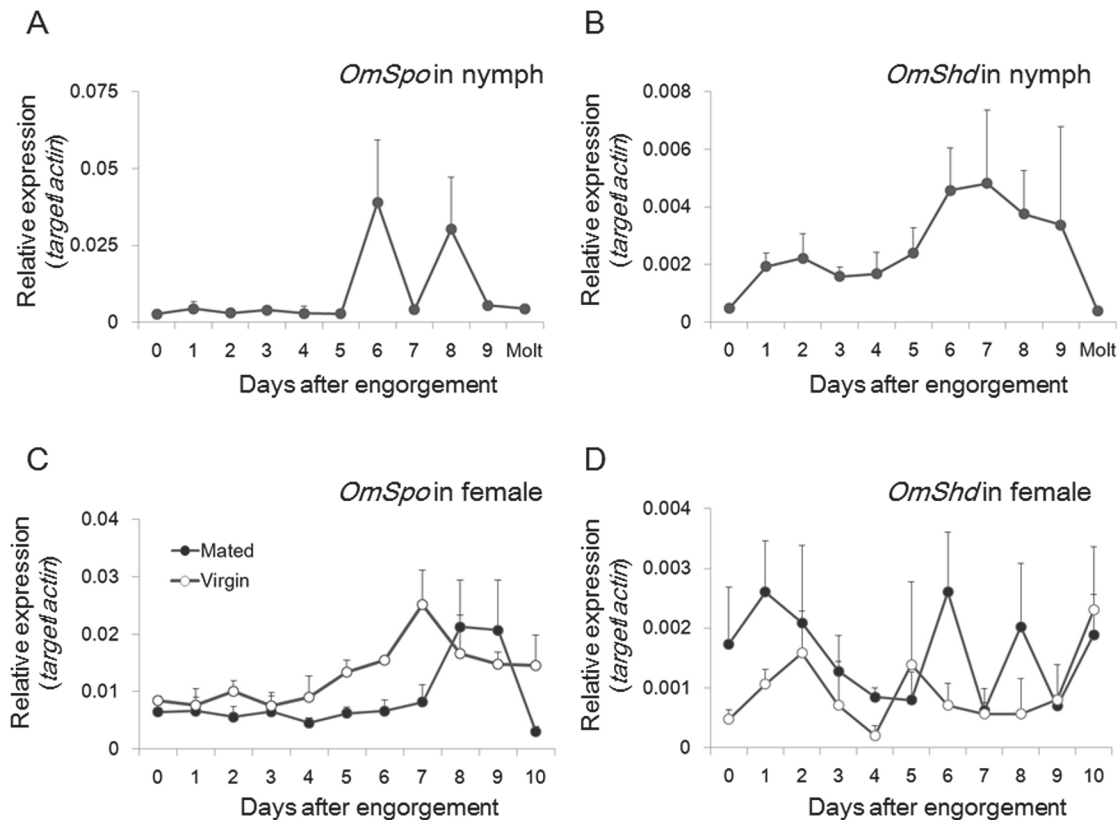 A
OmSpo in nymph
Relative expression
(target/actin)
0.075
0.05
0.025
0
0 1 2 3 4 5 6 7 8 9 Molt
Days after engorgement
B
OmShd in nymph
Relative expression
(target/actin)
0.008
0.006
0.004
0.002
0
0 1 2 3 4 5 6 7 8 9 Molt
Days after engorgement
C
OmSpo in female
Relative expression
(target/actin)
0.04
0.03
0.02
0.01
0
Mated
Virgin
0 1 2 3 4 5 6 7 8 9 10
Days after engorgement
D
OmShd in female
Relative expression
(target/actin)
0.004
0.003
0.002
0.001
0
0 1 2 3 4 5 6 7 8 9 10
Days after engorgement